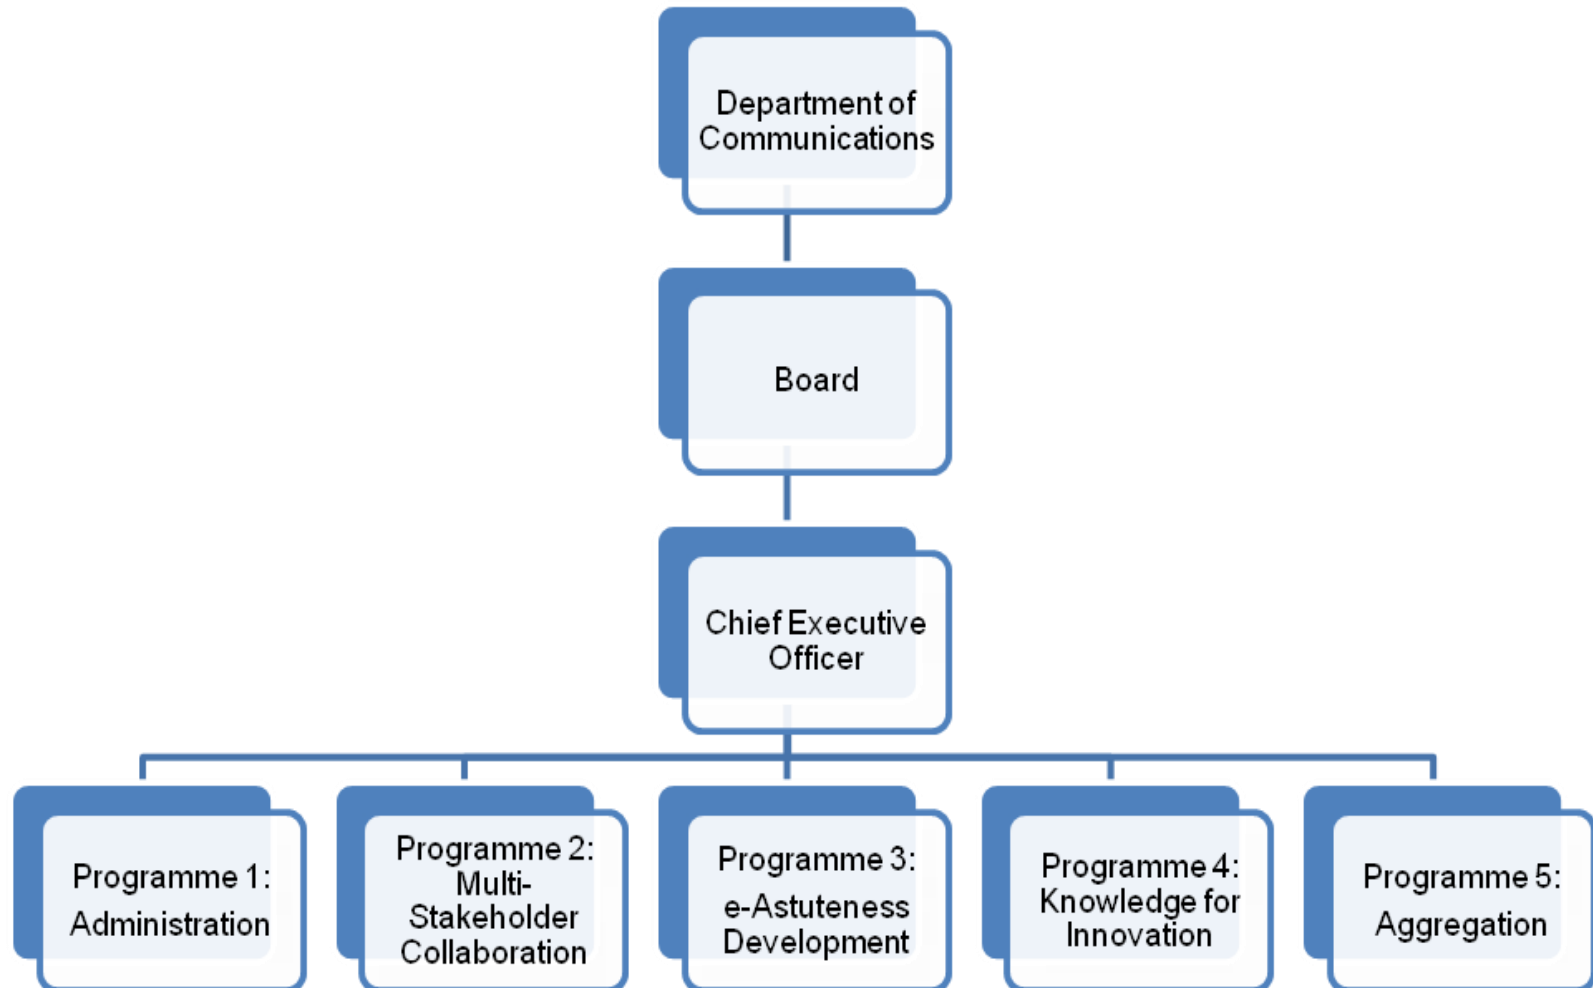 Department of
Communications
Board
Chief Executive
Officer
Programme 1:
Administration
Programme 2:
Multi-
Stakeholder
Collaboration
Programme 3:
e-Astuteness
Development
Programme 4:
Knowledge for
Innovation
Programme 5:
Aggregation